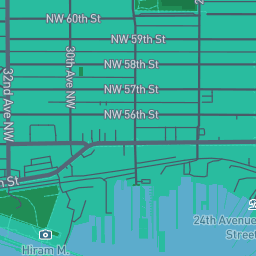 NW 60th St
NW 59th St
NW 58th St
NW 57th St
NW 56th St
32nd Ave NW
30th Ave NW
n St
24th Avenue
Street
Hiram M.